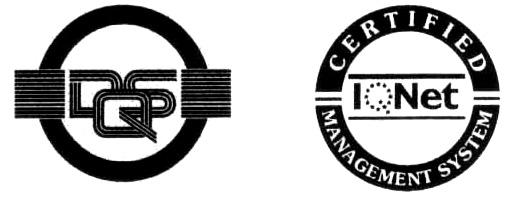 DQS
CERTIFIED
IQNet
MANAGEMENT SYSTEM